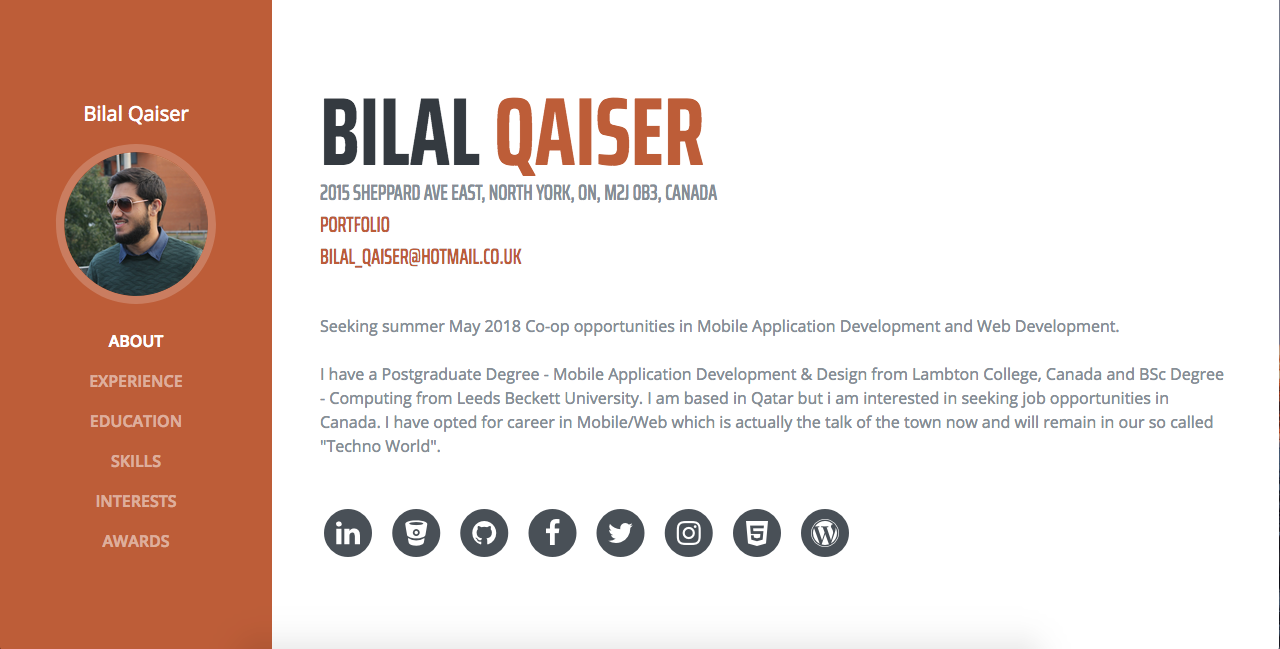 Bilal Qaiser
ABOUT
EXPERIENCE
EDUCATION
SKILLS
INTERESTS
AWARDS
BILAL QAISER
2015 SHEPPARD AVE EAST, NORTH YORK, ON, M2J 0B3, CANADA
PORTFOLIO
BILAL_QAISER@HOTMAIL.CO.UK
Seeking summer May 2018 Co-op opportunities in Mobile Application Development and Web Development.
I have a Postgraduate Degree - Mobile Application Development & Design from Lambton College, Canada and BSc Degree
- Computing from Leeds Beckett University. I am based in Qatar but i am interested in seeking job opportunities in
Canada. I have opted for career in Mobile/Web which is actually the talk of the town now and will remain in our so called
"Techno World".